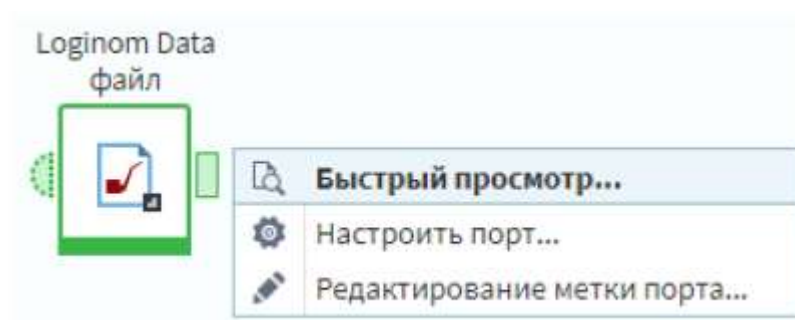 Loginom Data
файл
Быстрый просмотр...
Настроить порт...
Редактирование метки порта...